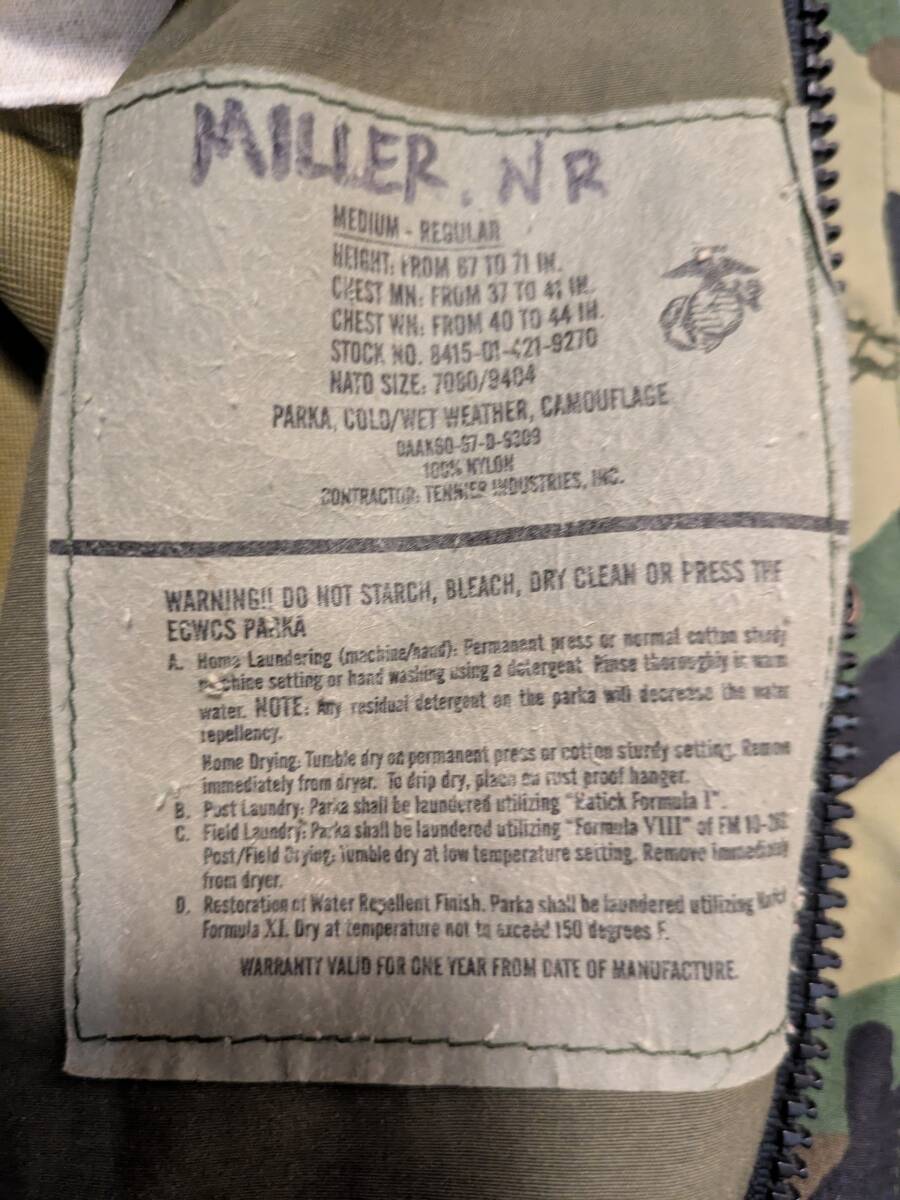 MILLER. N R
MEDIUM - REGULAR
HEIGHT: FROM 67 TO 71 IN.
CHEST MN: FROM 37 TO 41 IN.
CHEST WN: FROM 40 TO 44 IN.
STOCK NO. 8415-01-421-9270
NATO SIZE: 7080/9404
PARKA, COLD/WET WEATHER, CAMOUFLAGE
100% NYLON
CONTRACTOR: TENNIER INDUSTRIES, INC.
WARNING!! DO NOT STARCH, BLEACH, DRY CLEAN OR PRESS THE
ECWCS PARKA
A. Home Laundering (machine/hand): Permanent press or normal cotton sturdy
machine setting or hand washing using a detergent Rinse thoroughly in warm
water. NOTE: Any residual detergent on the parka will decrease the water
repellency.
Home Drying: Tumble dry on permanent press or cotton sturdy setting. Remove
immediately from dryer. To drip dry, place on rust proof hanger.
B. Post Laundry: Parka shall be laundered utilizing "Natick Formula I".
C. Field Laundry: Parka shall be laundered utilizing "Formula VIII" of FM 10-280
Post/Field Drying: Tumble dry at low temperature setting. Remove immediately
from dryer.
D. Restoration of Water Repellent Finish. Parka shall be laundered utilizing Natick
Formula XI. Dry at temperature not to exceed 150 degrees F.
WARRANTY VALID FOR ONE YEAR FROM DATE OF MANUFACTURE.